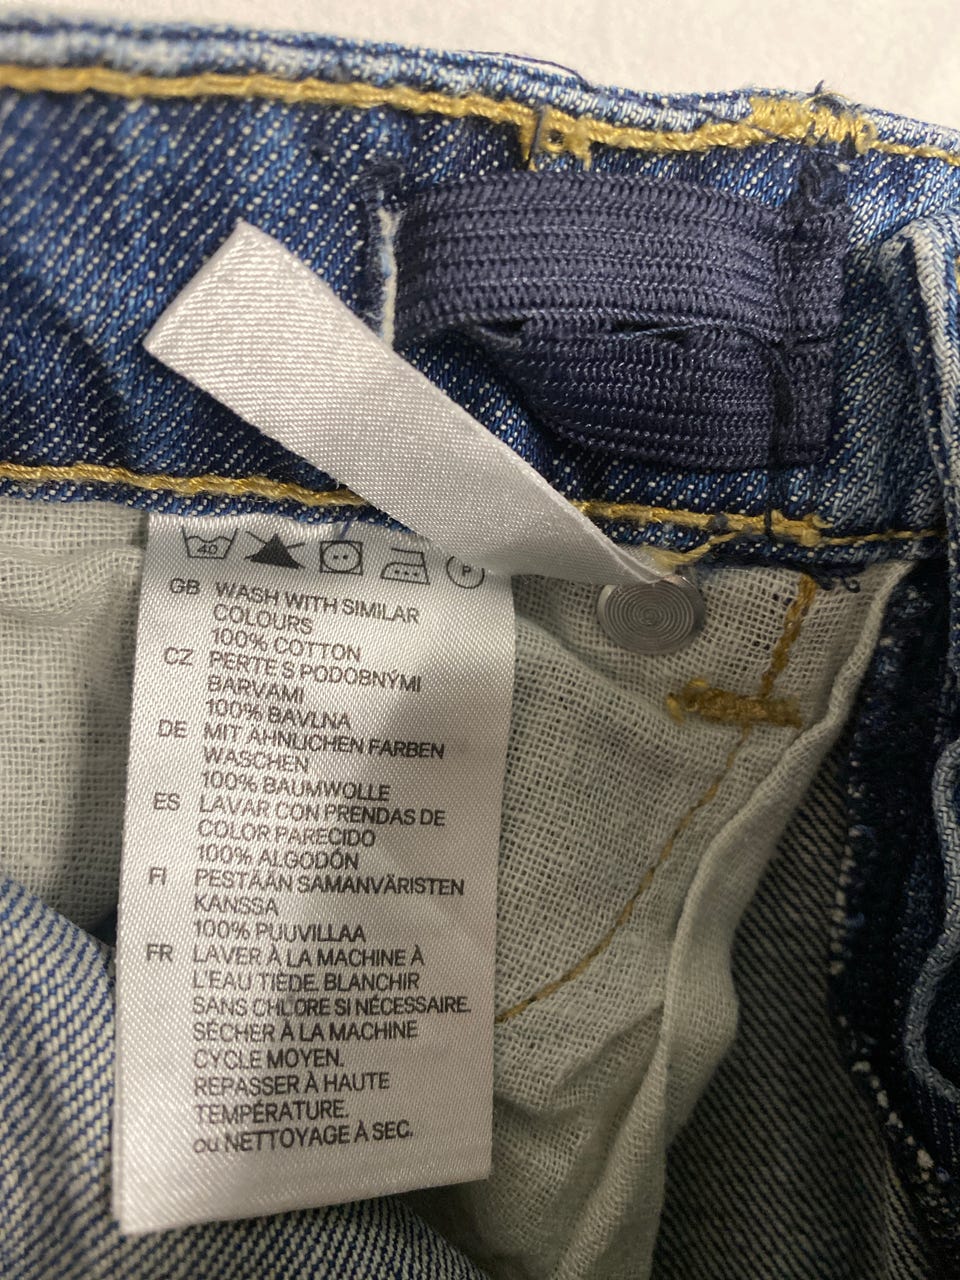 40 P
GB WASH WITH SIMILAR
COLOURS
100% COTTON
CZ PERTE S PODOBNÝMI
BARVAMI
100% BAVLNA
DE MIT ÄHNLICHEN FARBEN
WASCHEN
100% BAUMWOLLE
ES LAVAR CON PRENDAS DE
COLOR PARECIDO
100% ALGODÓN
FI PESTÄÄN SAMANVÄRISTEN
KANSSA
100% PUUVILLAA
FR LAVER À LA MACHINE À
L'EAU TIÈDE. BLANCHIR
SANS CHLORE SI NÉCESSAIRE.
SÉCHER À LA MACHINE
CYCLE MOYEN.
REPASSER À HAUTE
TEMPÉRATURE.
ou NETTOYAGE À SEC.